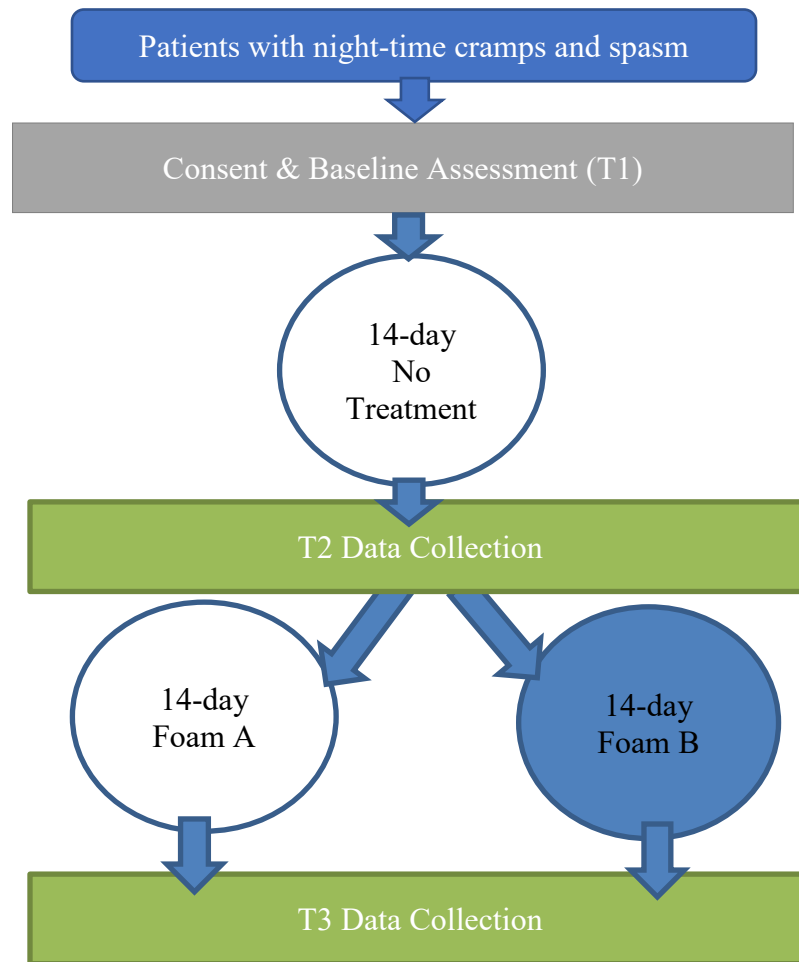 Patients with night-time cramps and spasm
Consent & Baseline Assessment (T1)
14-day
No
Treatment
T2 Data Collection
14-day
Foam A
14-day
Foam B
T3 Data Collection